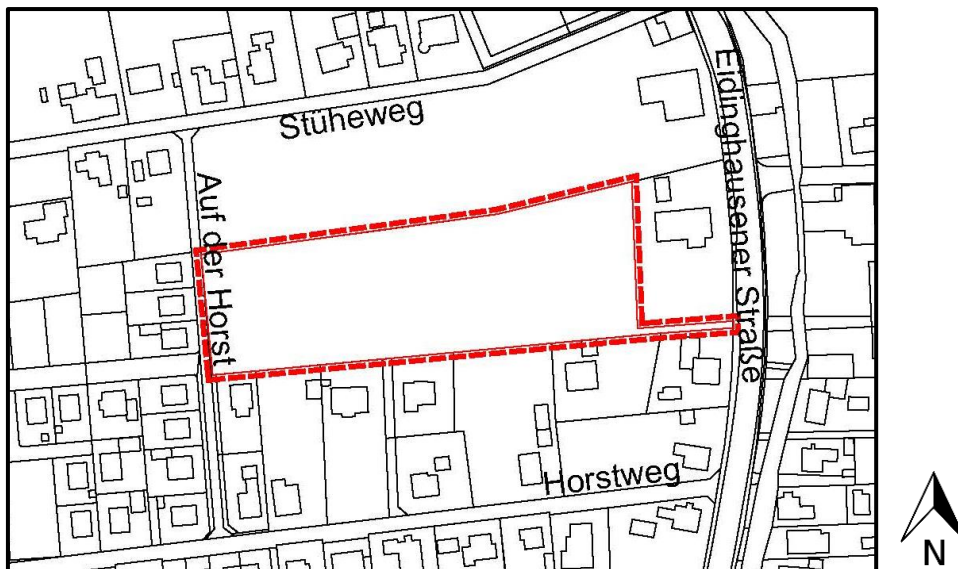 Stüheweg
Eidinghausener Straße
Auf der Horst
Horstweg
N